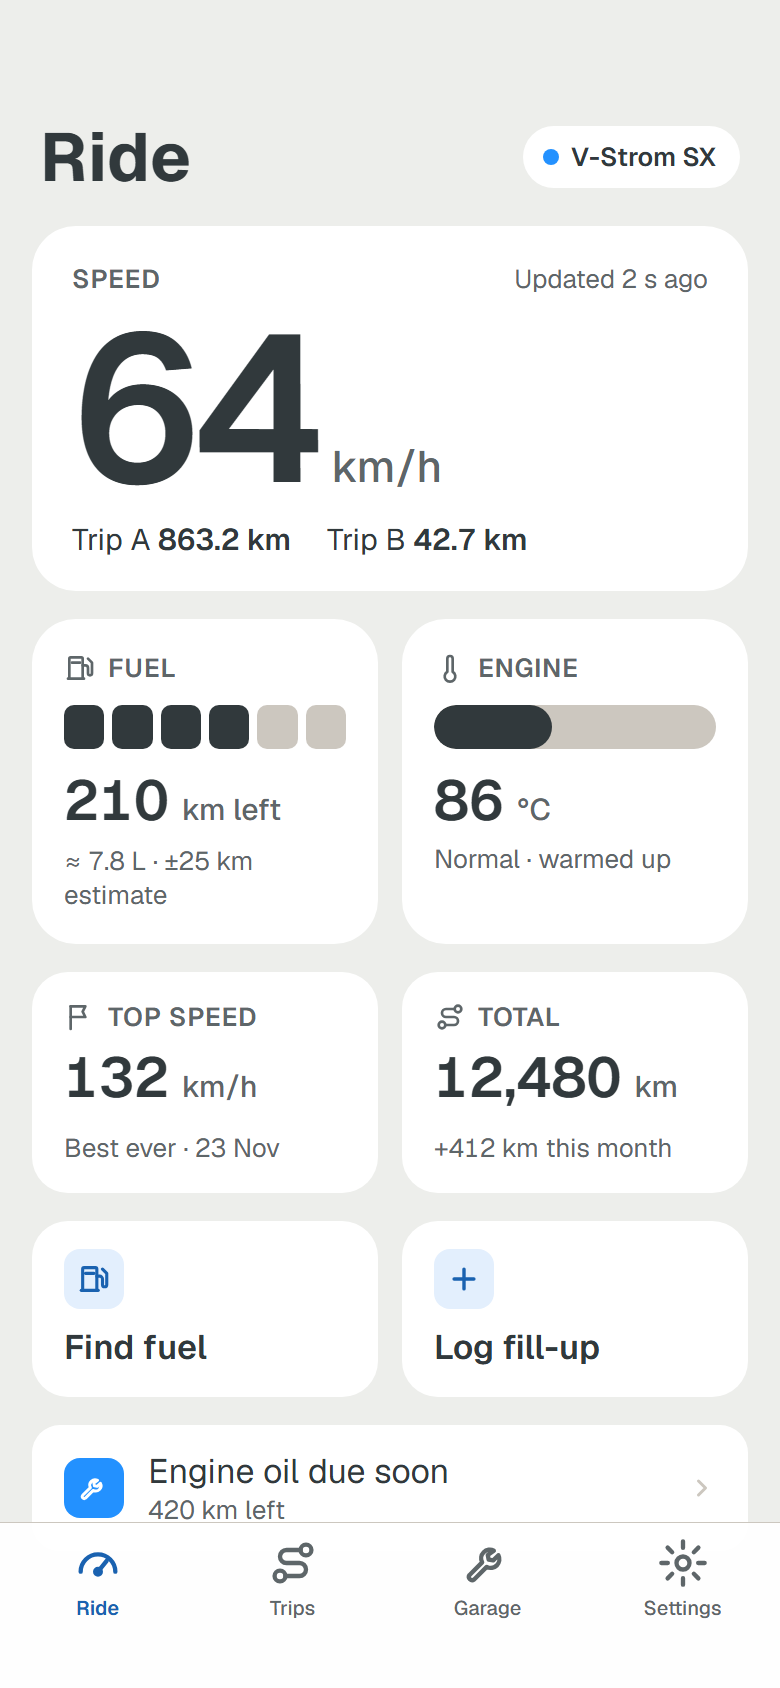 Ride
V-Strom SX
SPEED
Updated 2 s ago
64 km/h
Trip A 863.2 km Trip B 42.7 km
FUEL
210 km left
≈ 7.8 L · ±25 km
estimate
ENGINE
86 °C
Normal · warmed up
TOP SPEED
132 km/h
Best ever · 23 Nov
TOTAL
12,480 km
+412 km this month
Find fuel
Log fill-up
Engine oil due soon
420 km left
Ride
Trips
Garage
Settings